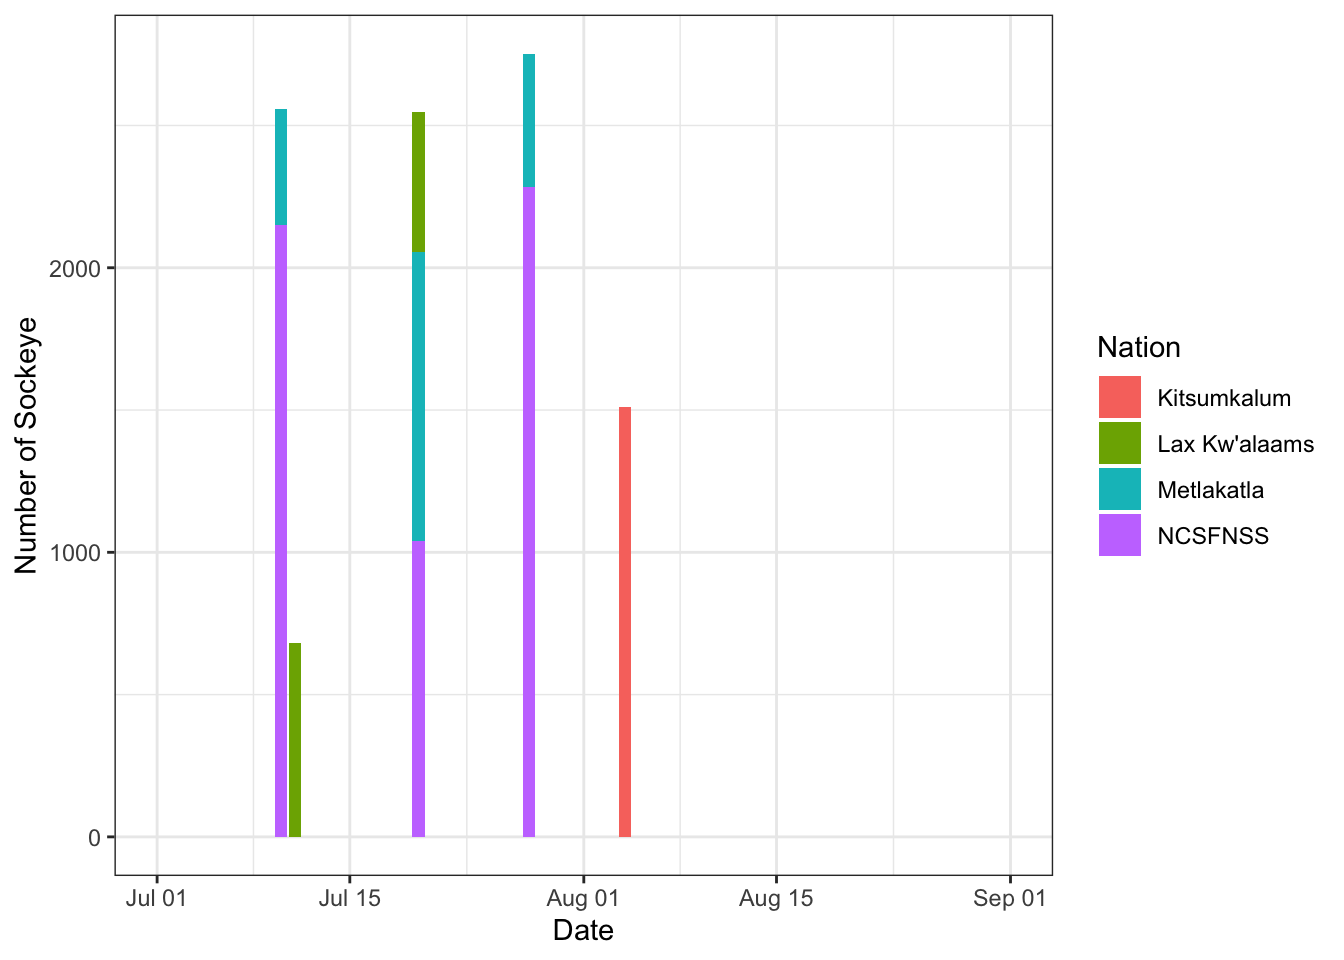 Number of Sockeye
2000
1000
0
Jul 01
Jul 15
Aug 01
Aug 15
Sep 01
Date
Nation
Kitsumkalum
Lax Kw'alaams
Metlakatla
NCSFNSS